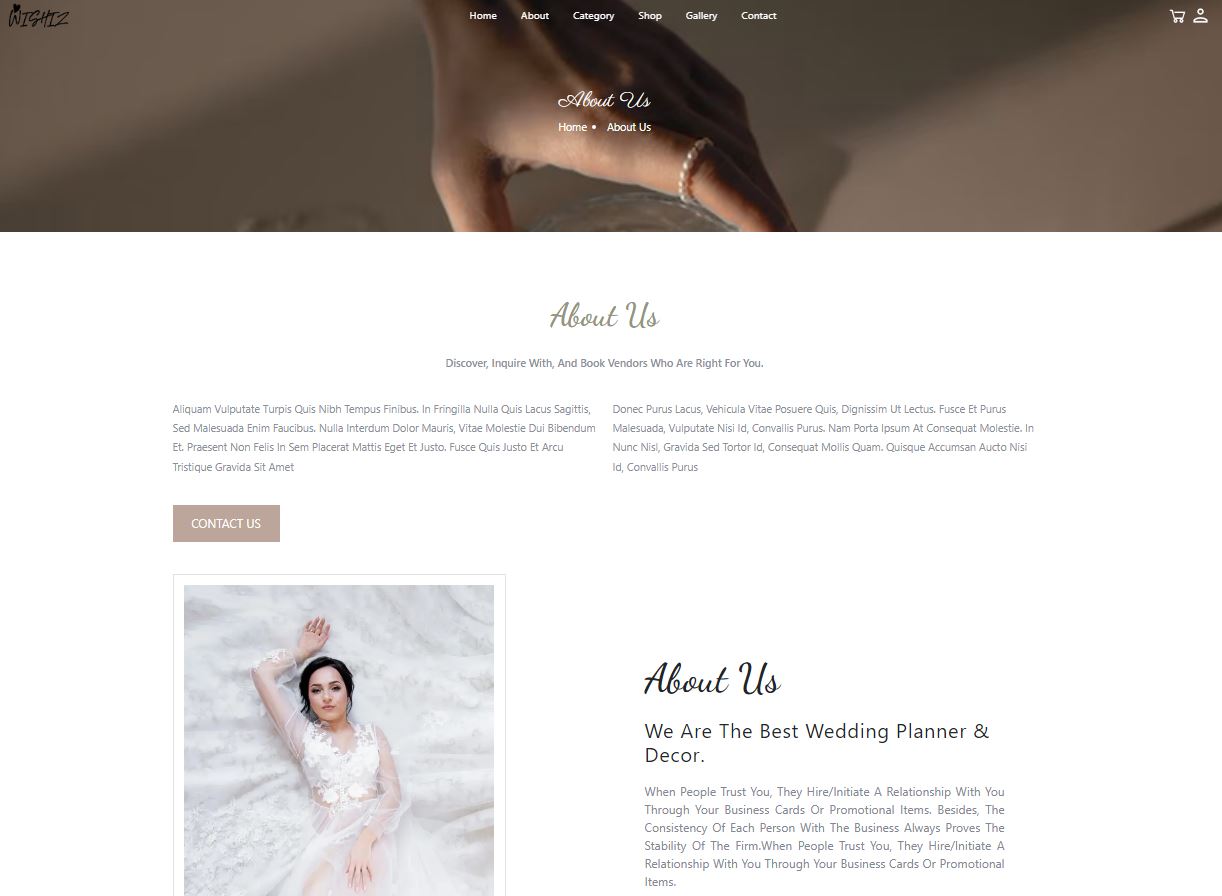 WISHIZ
Home About Category Shop Gallery Contact
About Us
Home • About Us
About Us
Discover, Inquire With, And Book Vendors Who Are Right For You.
Aliquam Vulputate Turpis Quis Nibh Tempus Finibus. In Fringilla Nulla Quis Lacus Sagittis,
Sed Malesuada Enim Faucibus. Nulla Interdum Dolor Mauris, Vitae Molestie Dui Bibendum
Et. Praesent Non Felis In Sem Placerat Mattis Eget Et Justo. Fusce Quis Justo Et Arcu
Tristique Gravida Sit Amet
Donec Purus Lacus, Vehicula Vitae Posuere Quis, Dignissim Ut Lectus. Fusce Et Purus
Malesuada, Vulputate Nisi Id, Convallis Purus. Nam Porta Ipsum At Consequat Molestie. In
Nunc Nisl, Gravida Sed Tortor Id, Consequat Mollis Quam. Quisque Accumsan Aucto Nisi
Id, Convallis Purus
CONTACT US
About Us
We Are The Best Wedding Planner &
Decor.
When People Trust You, They Hire/Initiate A Relationship With You
Through Your Business Cards Or Promotional Items. Besides, The
Consistency Of Each Person With The Business Always Proves The
Stability Of The Firm.When People Trust You, They Hire/Initiate A
Relationship With You Through Your Business Cards Or Promotional
Items.